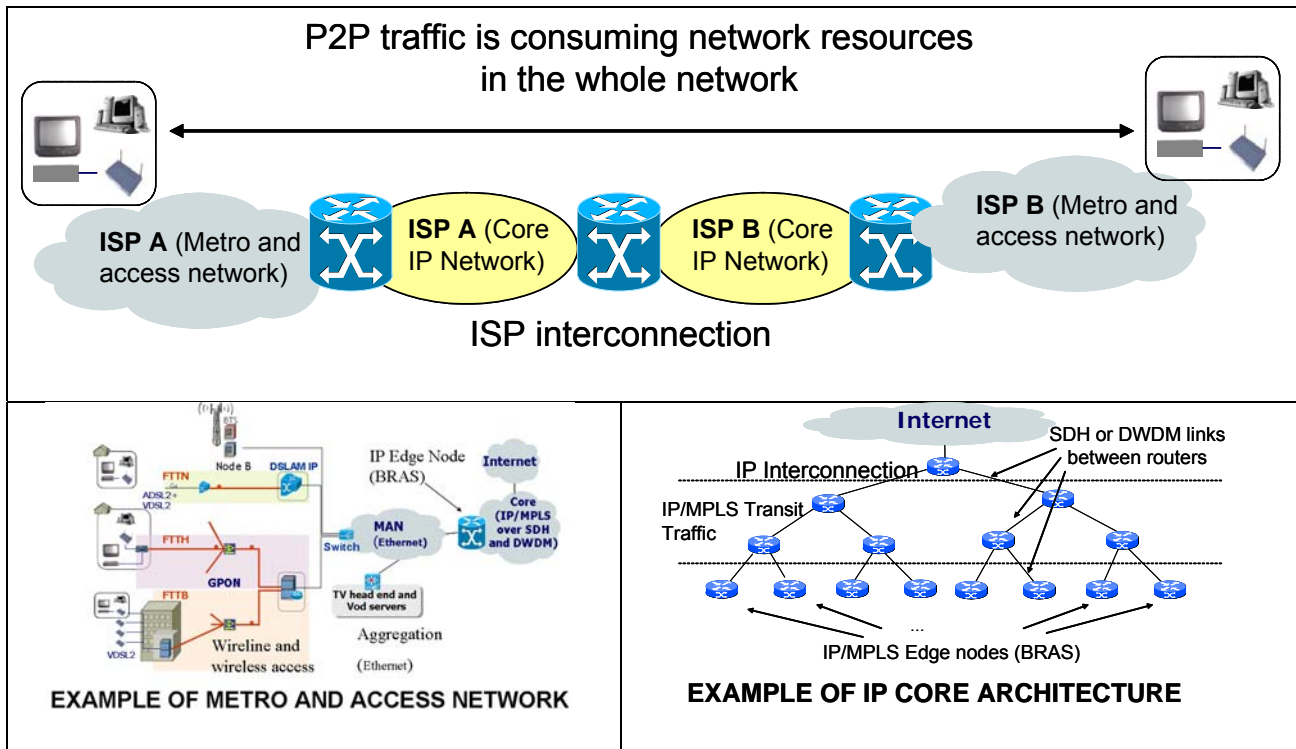 P2P traffic is consuming network resources
in the whole network
ISP A (Metro and
access network)
ISP A (Core
IP Network)
ISP B (Core
IP Network)
ISP B (Metro and
access network)
ISP interconnection
BTS
Node B
FTTN
DSLAM IP
ADSL2+
VDSL2
IP Edge Node
(BRAS)
Internet
Core
(IP/MPLS
over SDH
and DWDM)
FTTH
Switch
MAN
(Ethernet)
GPON
TV head end and
Vod servers
FTTB
VDSL2
Wireline and
wireless access
Aggregation
(Ethernet)
EXAMPLE OF METRO AND ACCESS NETWORK
Internet
SDH or DWDM links
between routers
IP Interconnection
IP/MPLS Transit
Traffic
...
IP/MPLS Edge nodes (BRAS)
EXAMPLE OF IP CORE ARCHITECTURE